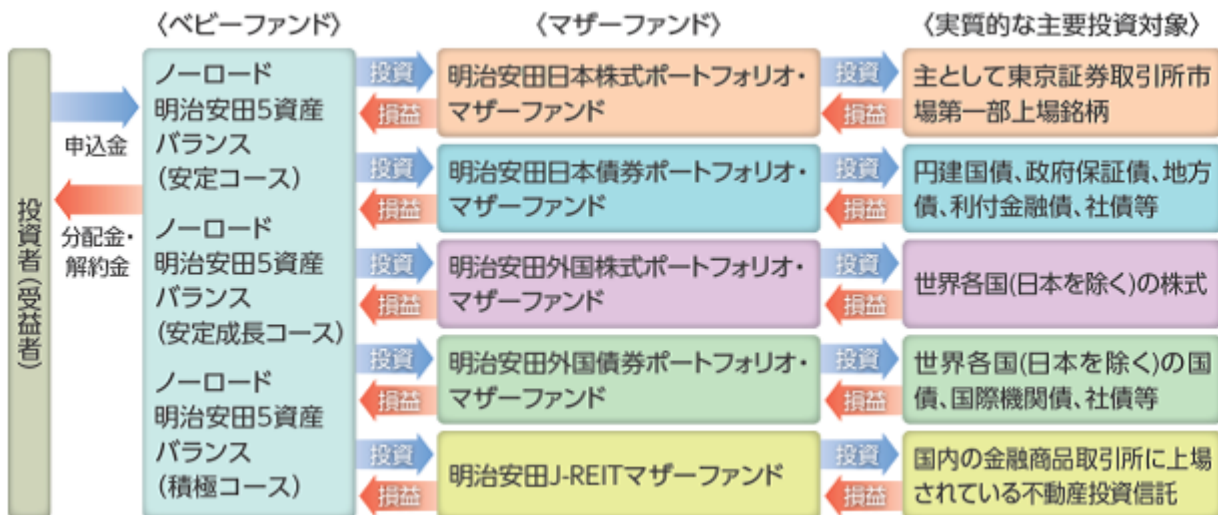 〈ベビーファンド〉
〈マザーファンド〉
〈実質的な主要投資対象〉
投資者(受益者)
申込金
分配金・
解約金
ノーロード
明治安田5資産
バランス
(安定コース)
ノーロード
明治安田5資産
バランス
(安定成長コース)
ノーロード
明治安田5資産
バランス
(積極コース)
投資
損益
明治安田日本株式ポートフォリオ・
マザーファンド
投資
損益
主として東京証券取引所市
場第一部上場銘柄
投資
損益
明治安田日本債券ポートフォリオ・
マザーファンド
投資
損益
円建国債、政府保証債、地方
債、利付金融債、社債等
投資
損益
明治安田外国株式ポートフォリオ・
マザーファンド
投資
損益
世界各国(日本を除く)の株式
投資
損益
明治安田外国債券ポートフォリオ・
マザーファンド
投資
損益
世界各国(日本を除く)の国
債、国際機関債、社債等
投資
損益
明治安田J-REITマザーファンド
投資
損益
国内の金融商品取引所に上場
されている不動産投資信託